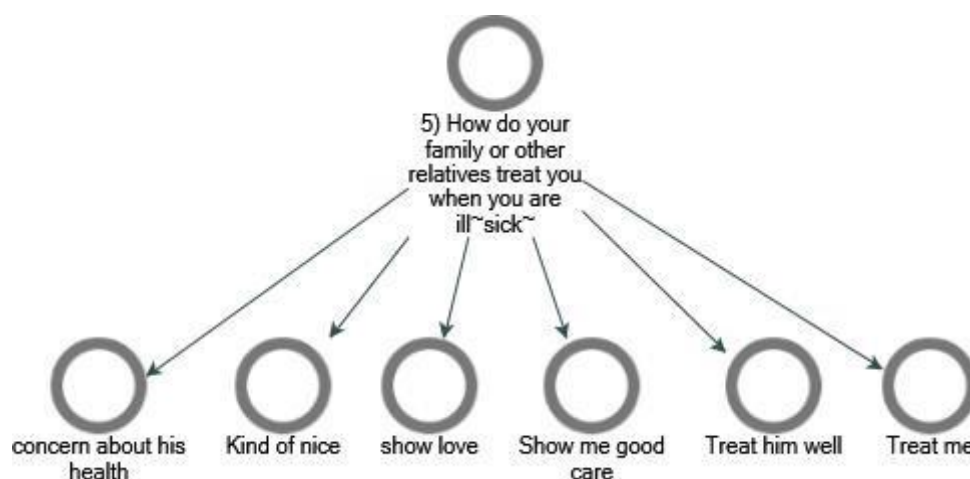 5) How do your
family or other
relatives treat you
when you are
ill~sick~
concern about his
health
Kind of nice
show love
Show me good
care
Treat him well
Treat me